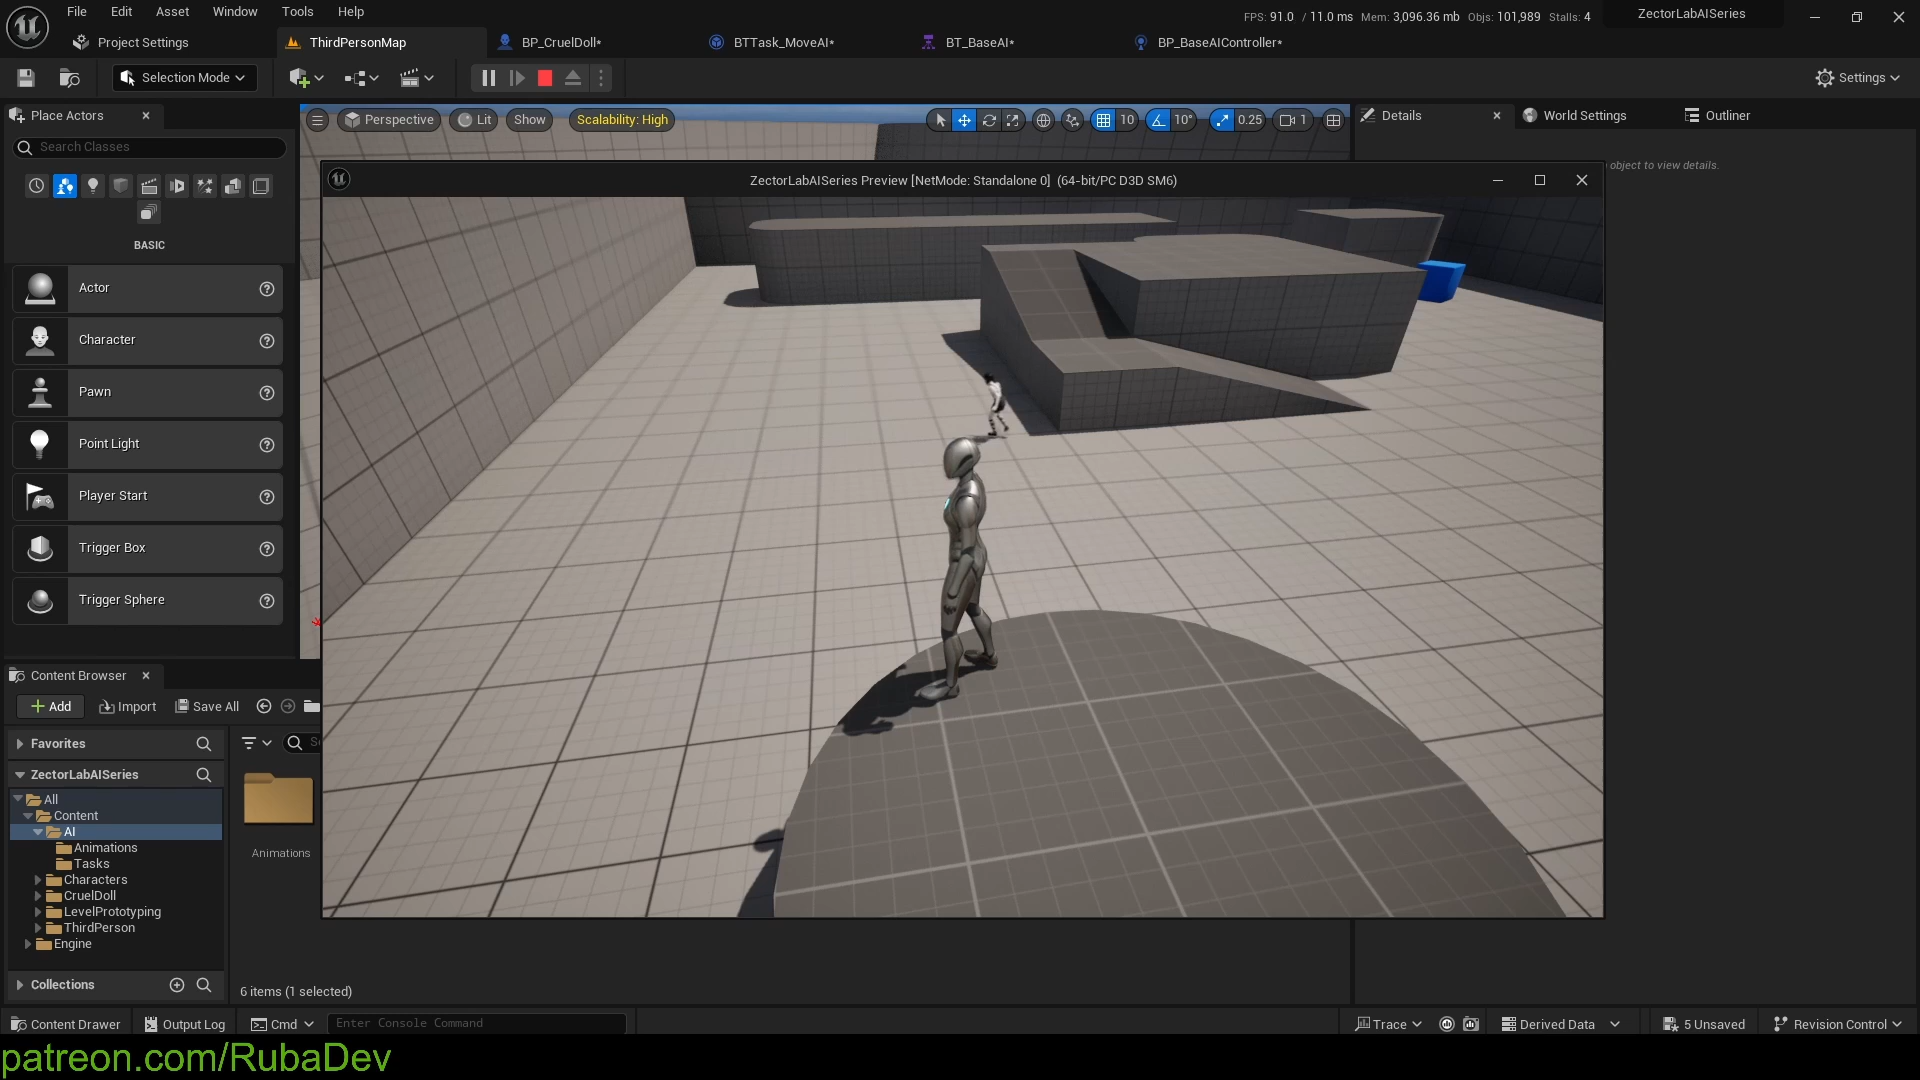 File Edit Asset Window Tools Help
FPS: 91.0 / 11.0 ms Mem: 3,096.36 mb Objs: 101,989 Stalls: 4
ZectorLabAISeries
Project Settings
ThirdPersonMap
BP_CruelDoll*
BTTask_MoveAI*
BT_BaseAI*
BP_BaseAIController*
Selection Mode
Settings
Place Actors
Perspective
Lit
Show
Scalability: High
10
10°
0.25
1
Details
World Settings
Outliner
Search Classes
object to view details.
ZectorLabAISeries Preview [NetMode: Standalone 0] (64-bit/PC D3D SM6)
BASIC
Actor
Character
Pawn
Point Light
Player Start
Trigger Box
Trigger Sphere
Content Browser
Add
Import
Save All
Favorites
ZectorLabAISeries
All
Content
AI
Animations
Tasks
Characters
CruelDoll
LevelPrototyping
ThirdPerson
Engine
Collections
Animations
6 items (1 selected)
Content Drawer
Output Log
Cmd
Enter Console Command
Trace
Derived Data
5 Unsaved
Revision Control
patreon.com/RubaDev